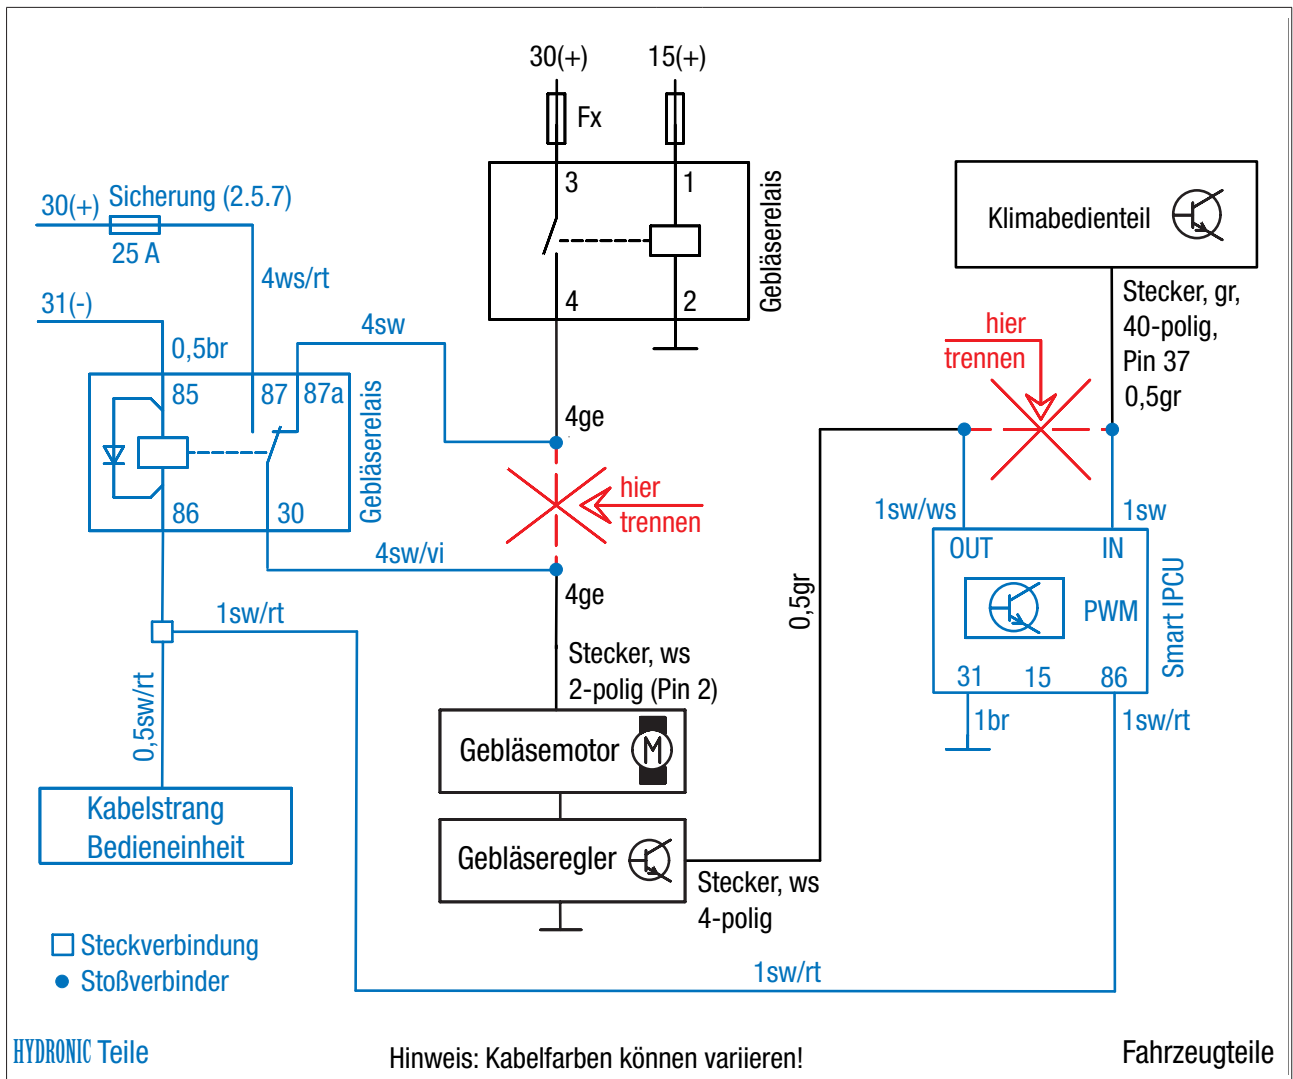 30(+)
15(+)
Fx
3
1
4
2
Gebläserelais
Sicherung (2.5.7)
30(+)
25 A
4ws/rt
31(-)
0,5br
4sw
85
87
87a
86
30
Gebläserelais
4sw/vi
1sw/rt
0,5sw/rt
Kabelstrang
Bedieneinheit
4ge
hier
trennen
4ge
Stecker, ws
2-polig (Pin 2)
Gebläsemotor
M
Gebläseregler
Stecker, ws
4-polig
0,5gr
Klimabedienteil
Stecker, gr,
40-polig,
Pin 37
0,5gr
hier
trennen
1sw/ws
1sw
OUT
IN
PWM
31
15
86
Smart IPCU
1br
1sw/rt
1sw/rt
Steckverbindung
Stoßverbinder
HYDRONIC Teile
Hinweis: Kabelfarben können variieren!
Fahrzeugteile